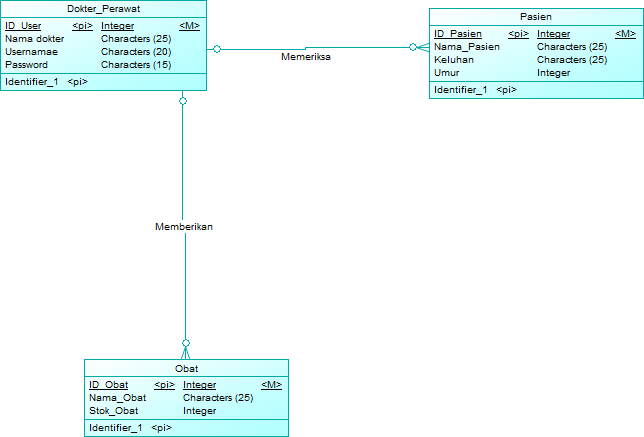 Dokter_Perawat
ID_User <pi> Integer <M>
Nama dokter Characters (25)
Usernamae Characters (20)
Password Characters (15)
Identifier_1 <pi>
Pasien
ID_Pasien <pi> Integer <M>
Nama_Pasien Characters (25)
Keluhan Characters (25)
Umur Integer
Identifier_1 <pi>
Memeriksa
Memberikan
Obat
ID_Obat <pi> Integer <M>
Nama_Obat Characters (25)
Stok_Obat Integer
Identifier_1 <pi>